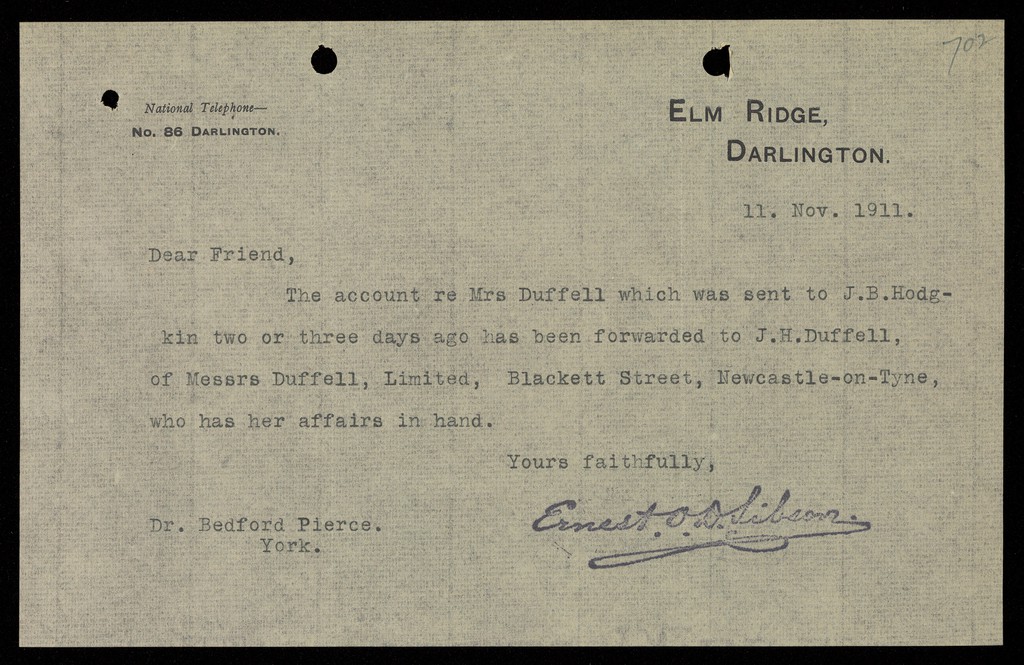 702
National Telephone—
No. 86 DARLINGTON.
ELM RIDGE,
DARLINGTON.
11. Nov. 1911.
Dear Friend,
The account re Mrs Duffell which was sent to J.B.Hodg-
kin two or three days ago has been forwarded to J.H.Duffell,
of Messrs Duffell, Limited, Blackett Street, Newcastle-on-Tyne,
who has her affairs in hand.
Yours faithfully,
Ernest. O. D.
Dr. Bedford Pierce.
York.